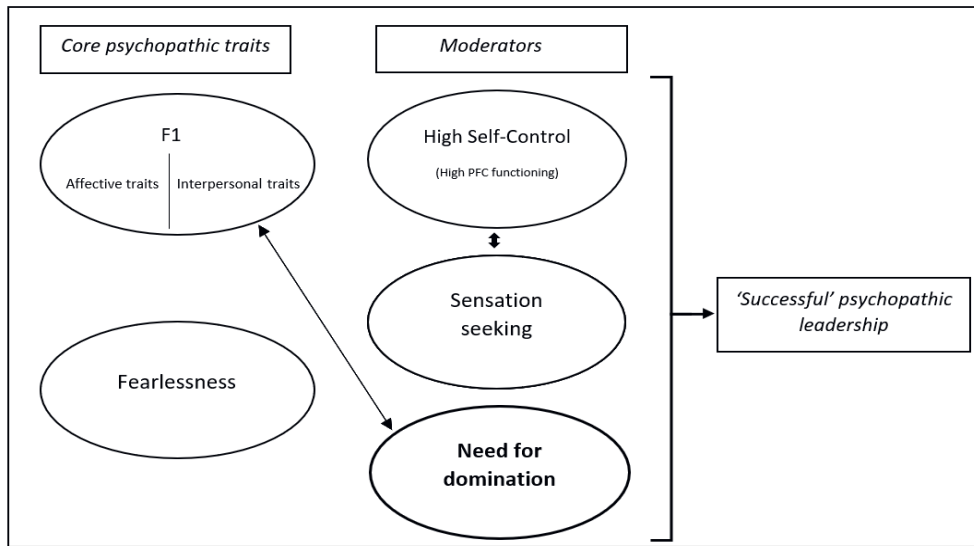 Core psychopathic traits
F1
Affective traits
Interpersonal traits
Fearlessness
Moderators
High Self-Control
(High PFC functioning)
Sensation
seeking
Need for
domination
‘Successful’ psychopathic
leadership